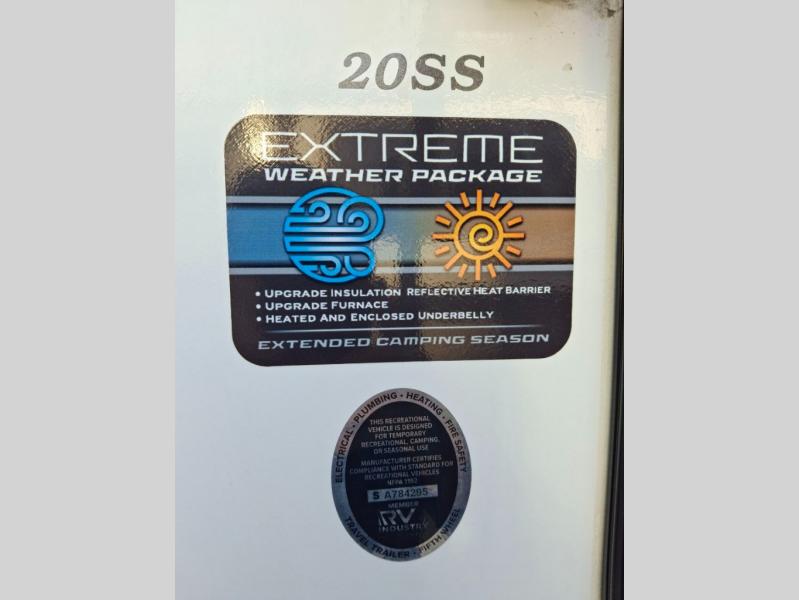 20SS
EXTREME
WEATHER PACKAGE
• UPGRADE INSULATION REFLECTIVE HEAT BARRIER
• UPGRADE FURNACE
• HEATED AND ENCLOSED UNDERBELLY
EXTENDED CAMPING SEASON
ELECTRICAL • PLUMBING • HEATING • FIRE SAFETY
THIS RECREATIONAL
VEHICLE IS DESIGNED
FOR TEMPORARY
RECREATIONAL, CAMPING,
OR SEASONAL USE
MANUFACTURER CERTIFIES
COMPLIANCE WITH STANDARD FOR
RECREATIONAL VEHICLES
NFPA 1192
S A784295
MEMBER
RV
INDUSTRY
TRAVEL TRAILER • FIFTH WHEEL